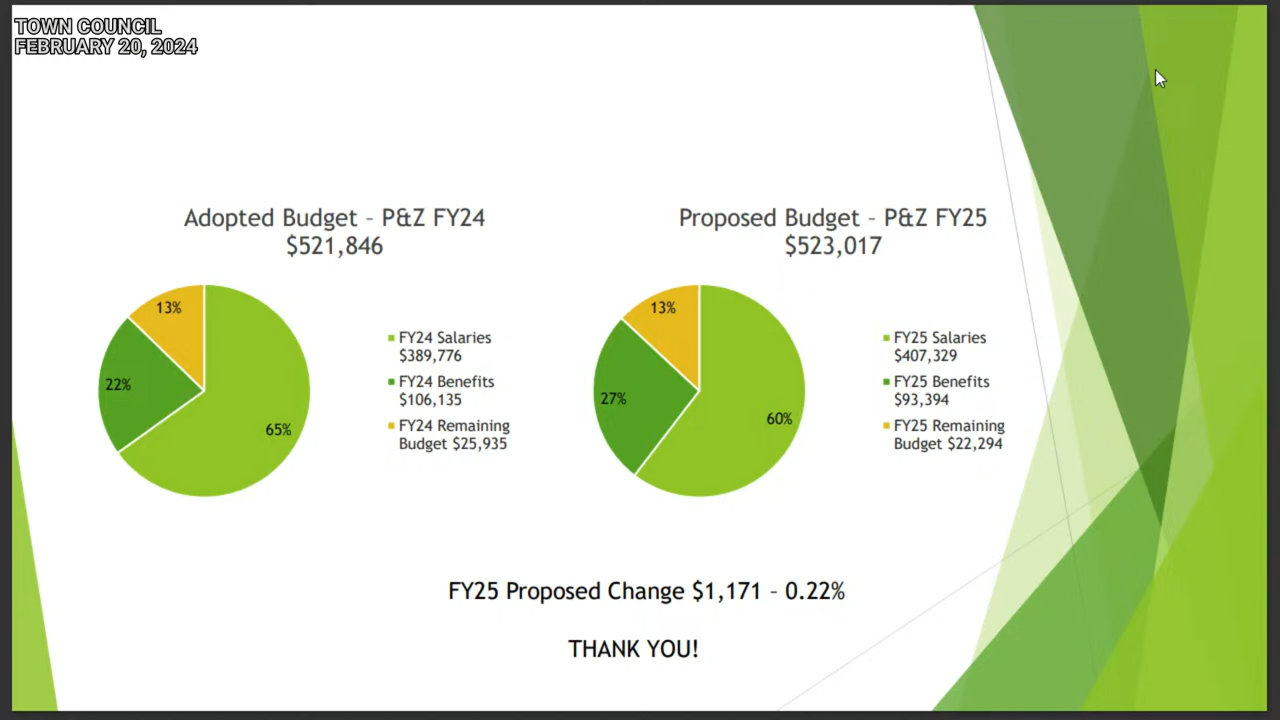 TOWN COUNCIL
FEBRUARY 20, 2024
Adopted Budget – P&Z FY24
$521,846
13%
22%
65%
FY24 Salaries
$389,776
FY24 Benefits
$106,135
FY24 Remaining
Budget $25,935
Proposed Budget – P&Z FY25
$523,017
13%
27%
60%
FY25 Salaries
$407,329
FY25 Benefits
$93,394
FY25 Remaining
Budget $22,294
FY25 Proposed Change $1,171 – 0.22%
THANK YOU!